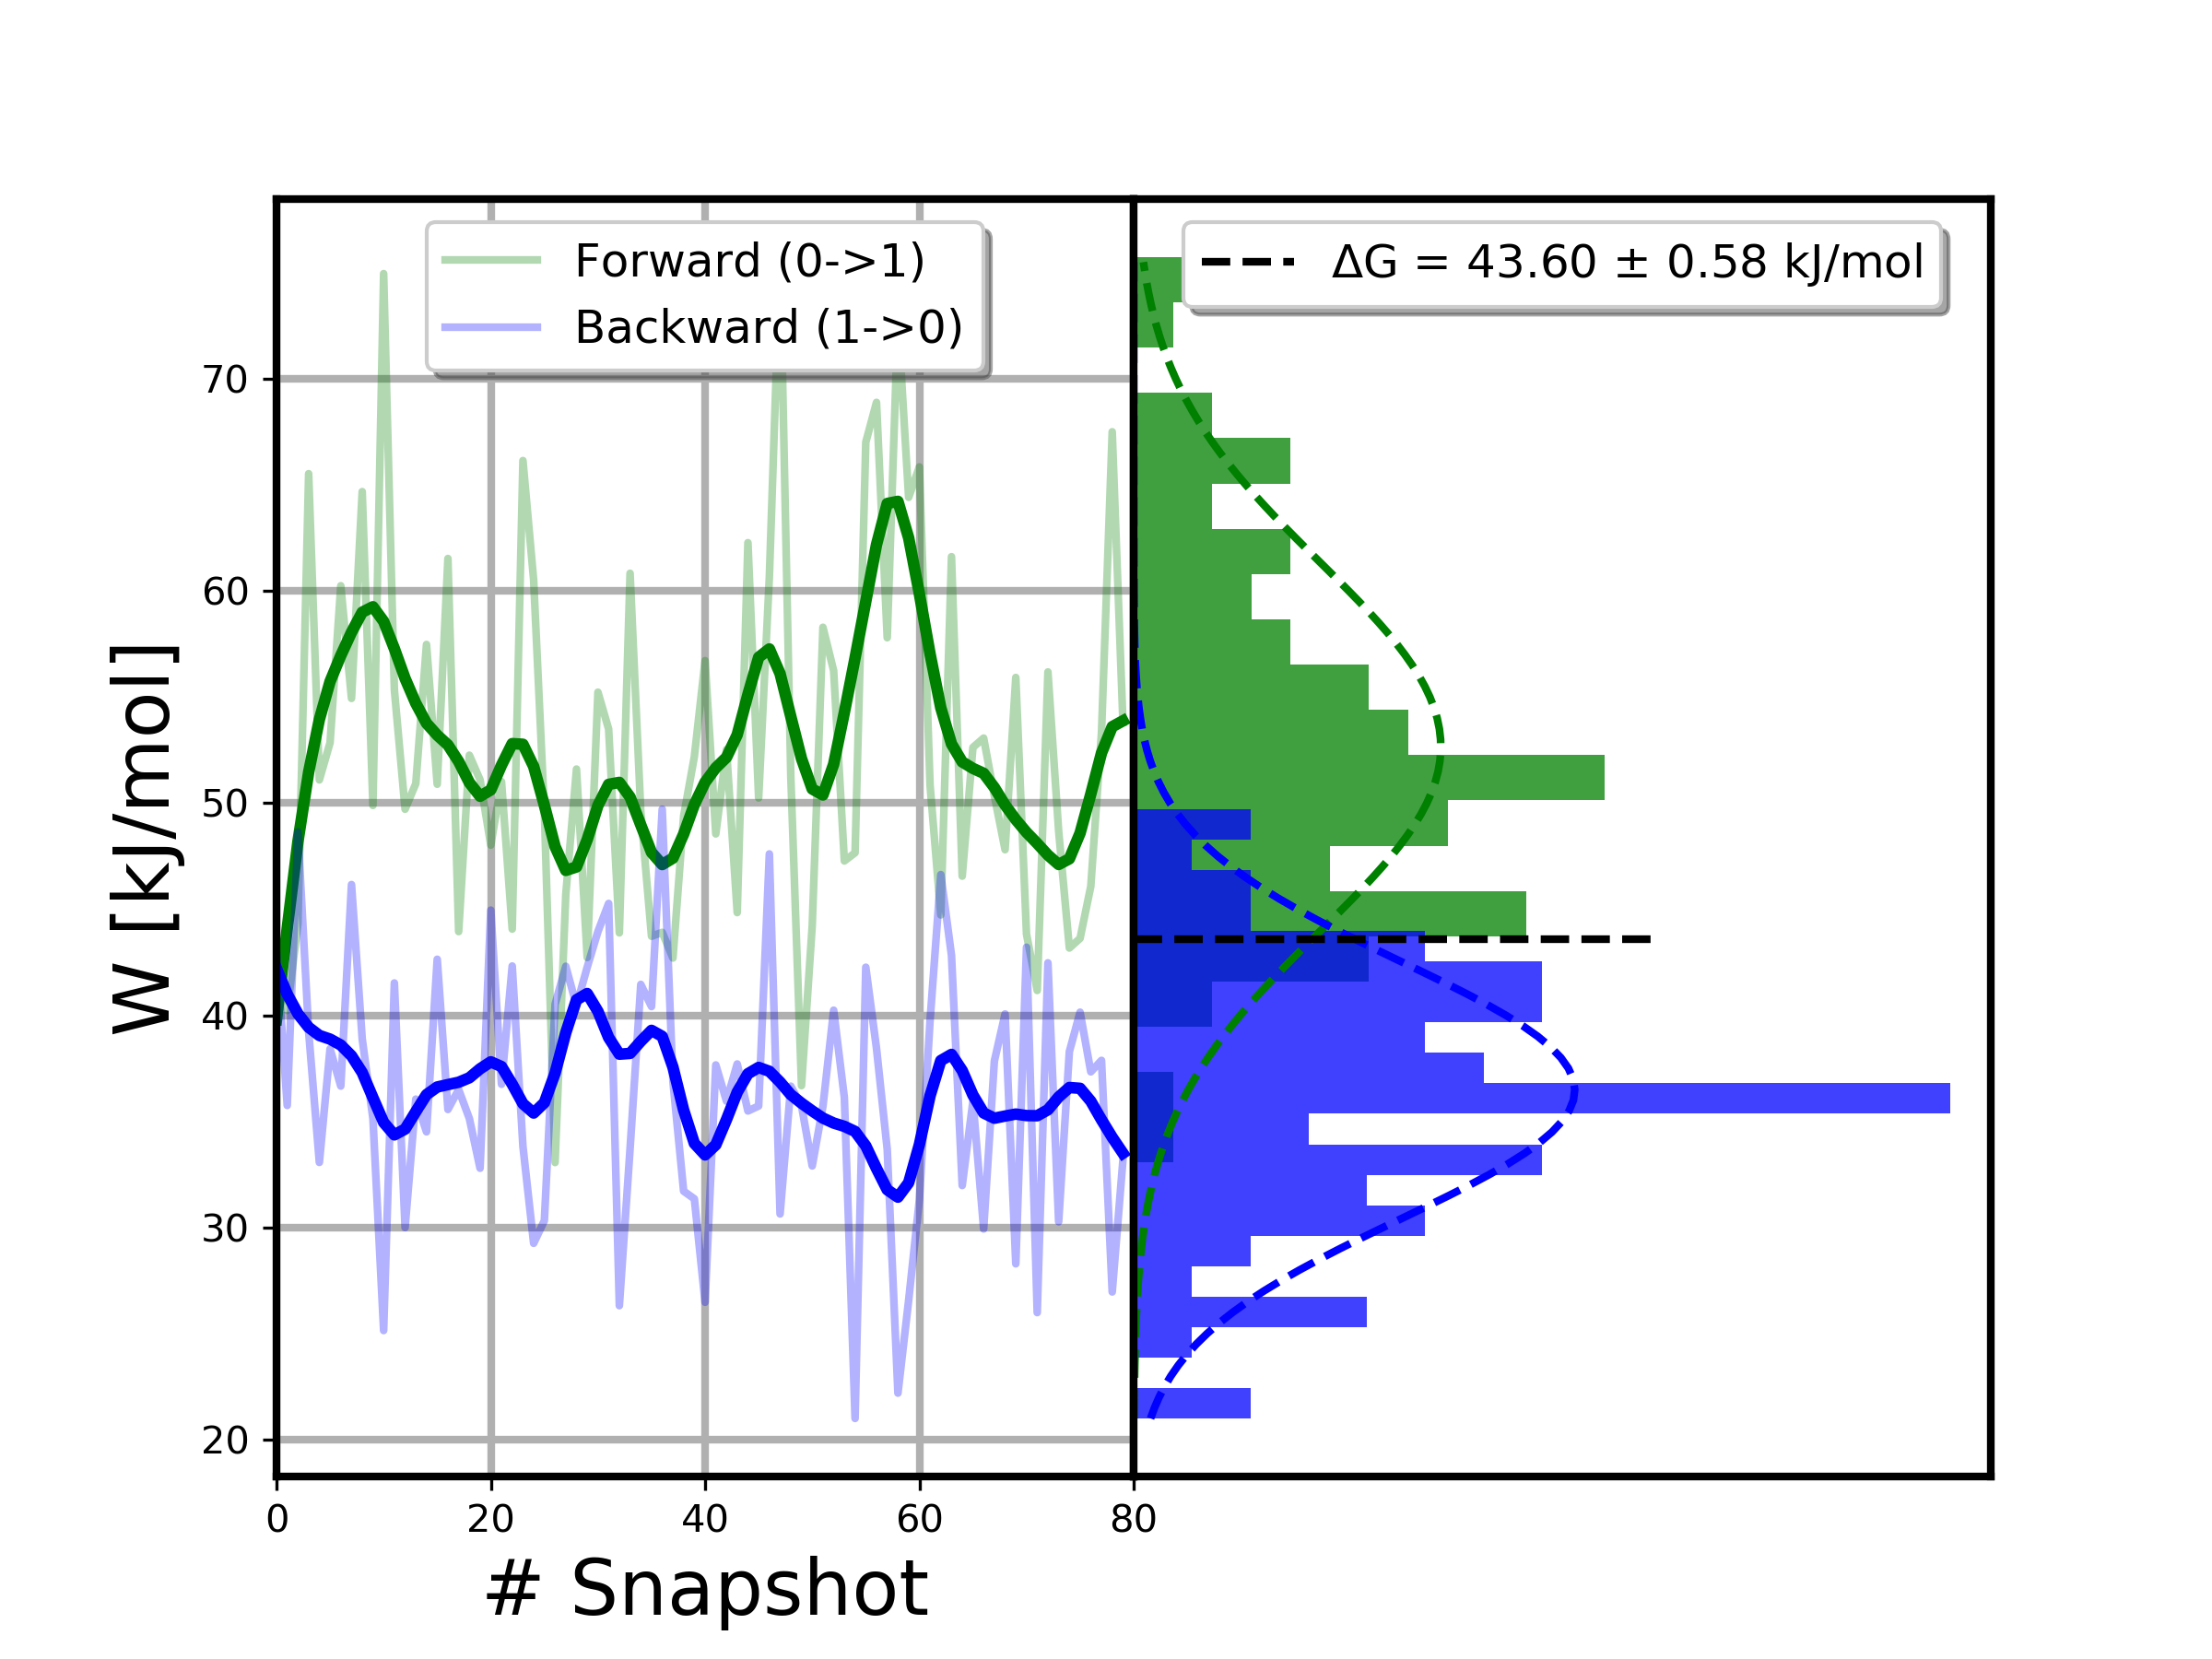 Forward (0->1)
Backward (1->0)
ΔG = 43.60 ± 0.58 kJ/mol
W [kJ/mol]
70
60
50
40
30
20
0 20 40 60 80
# Snapshot